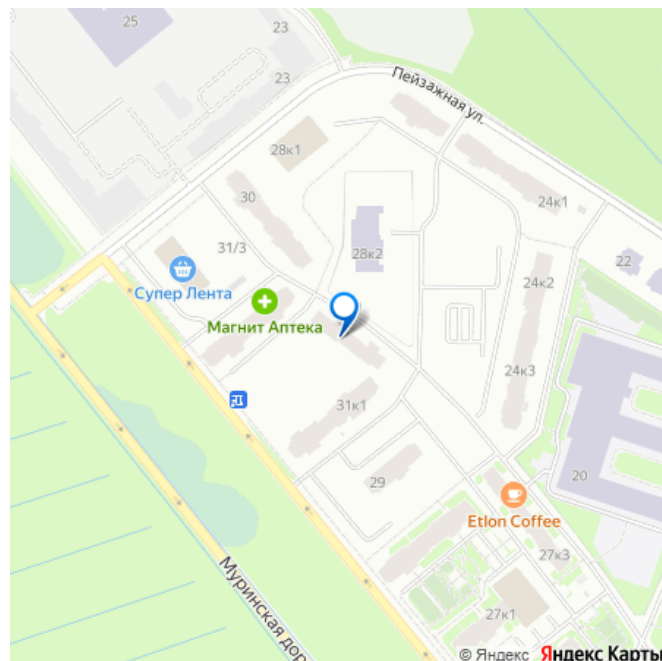 25
23
23
Пейзажная ул.
28к1
30
24к1
31/3
28к2
22
24к2
Супер Лента
Магнит Аптека
24к3
31к1
29
20
Etlon Coffee
27к3
Муринская дор
27к1
© Яндекс Яндекс Карты